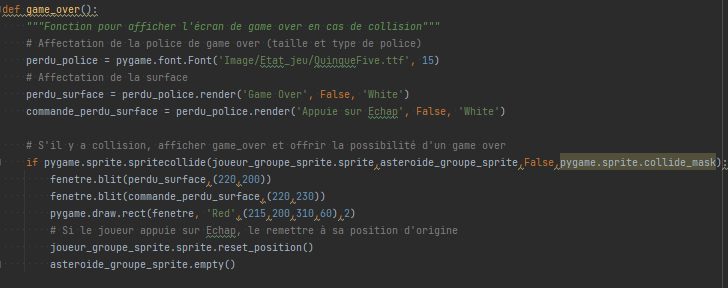 def game_over():
"""Fonction pour afficher l'écran de game over en cas de collision"""
# Affectation de la police de game over (taille et type de police)
perdu_police = pygame.font.Font('Image/Etat_jeu/QuinqueFive.ttf', 15)
# Affectation de la surface
perdu_surface = perdu_police.render('Game Over', False, 'White')
commande_perdu_surface = perdu_police.render('Appuie sur Echap', False, 'White')
# S'il y a collision, afficher game_over et offrir la possibilité d'un game over
if pygame.sprite.spritecollide(joueur_groupe_sprite.sprite,asteroide_groupe_sprite,False,pygame.sprite.collide_mask):
fenetre.blit(perdu_surface,(220,200))
fenetre.blit(commande_perdu_surface,(220,230))
pygame.draw.rect(fenetre, 'Red',(215,200,310,60),2)
# Si le joueur appuie sur Echap, le remettre à sa position d'origine
joueur_groupe_sprite.sprite.reset_position()
asteroide_groupe_sprite.empty()